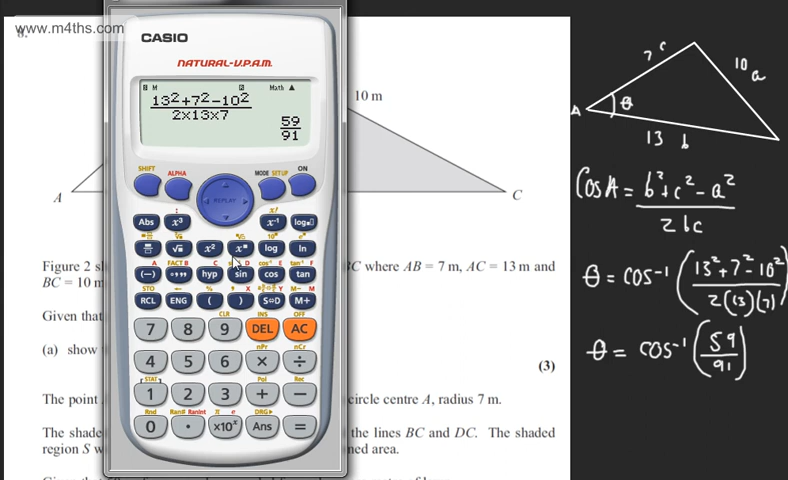 www.m4ths.com
8.
CASIO
NATURAL-V.P.A.M.
M Math ▲
13²+7²−10²
2×13×7
59
91
SHIFT ALPHA REPLAY MODE SETUP ON
Abs x³ x⁻¹ log
√ x² x^■ log ln
(−) °''' hyp sin cos tan
RCL ENG ( ) S⇔D M+
7 8 9 DEL AC
4 5 6 × ÷
1 2 3 + −
0 • ×10ˣ Ans =
10 m
A
C
Figure 2 s
BC where AB = 7 m, AC = 13 m and
BC = 10 m
Given that
(a) show
(3)
The point
circle centre A, radius 7 m.
The shade
the lines BC and DC. The shaded
region S w
ned area.
7 c
10 a
A θ
13 b
Cos A = b² + c² − a²
2bc
θ = cos⁻¹ (13² + 7² − 10²
2(13)(7))
θ = cos⁻¹ (59
91)